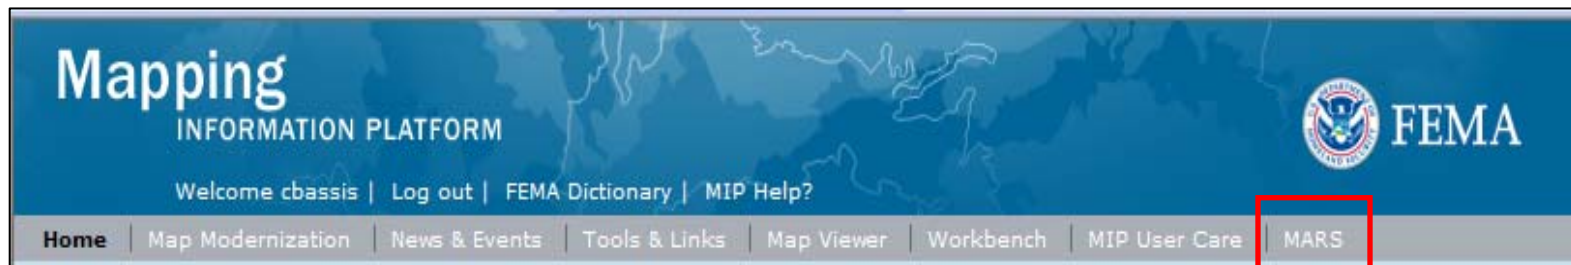 Mapping
INFORMATION PLATFORM
FEMA
Welcome cbassis | Log out | FEMA Dictionary | MIP Help?
Home | Map Modernization | News & Events | Tools & Links | Map Viewer | Workbench | MIP User Care | MARS